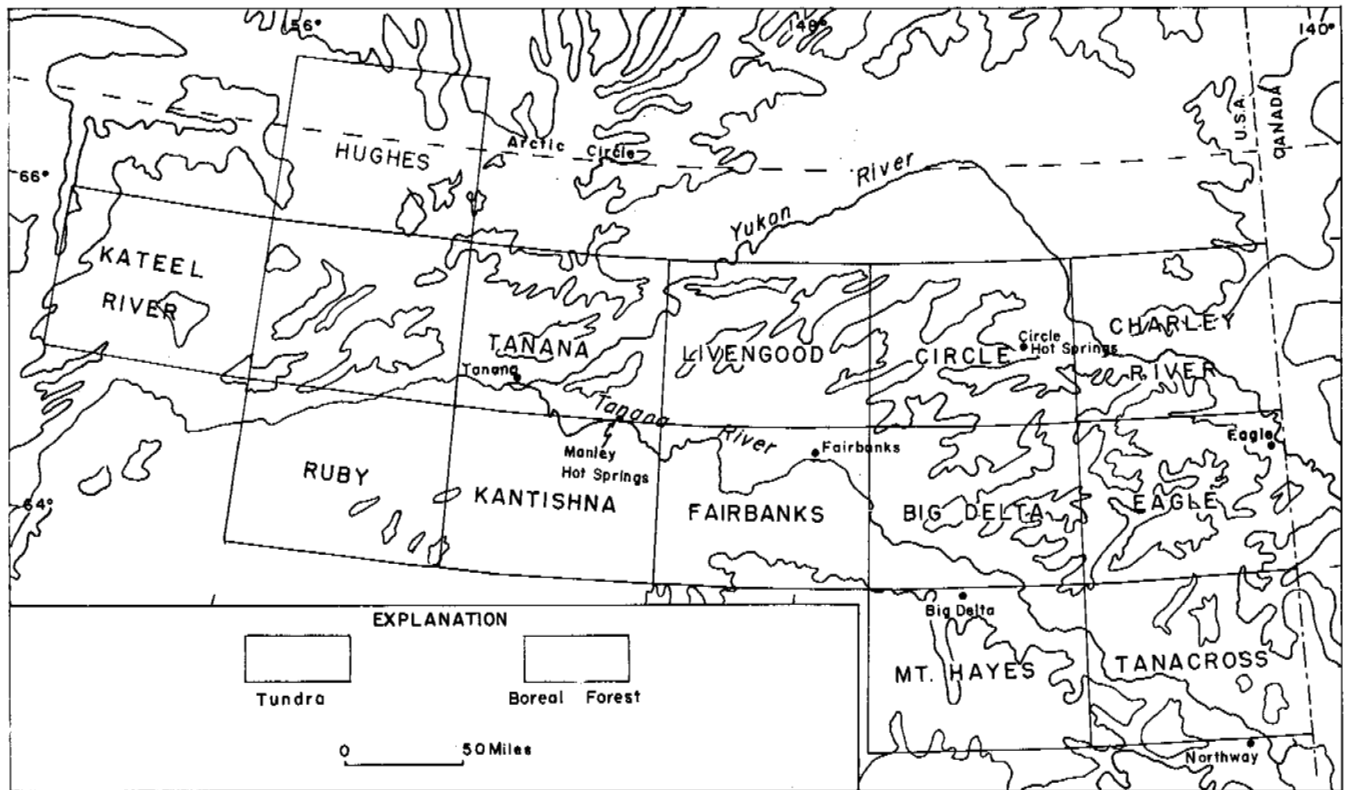 156°
148°
140°
U.S.A.
CANADA
Arctic Circle
HUGHES
66°
Yukon River
KATEEL
RIVER
TANANA
Tanana
LIVENGOOD
CIRCLE
Circle
Hot Springs
CHARLEY
RIVER
Tanana River
Manley
Hot Springs
Fairbanks
Eagle
64°
RUBY
KANTISHNA
FAIRBANKS
BIG DELTA
EAGLE
Big Delta
MT. HAYES
TANACROSS
Northway
EXPLANATION
Tundra
Boreal Forest
0 50 Miles